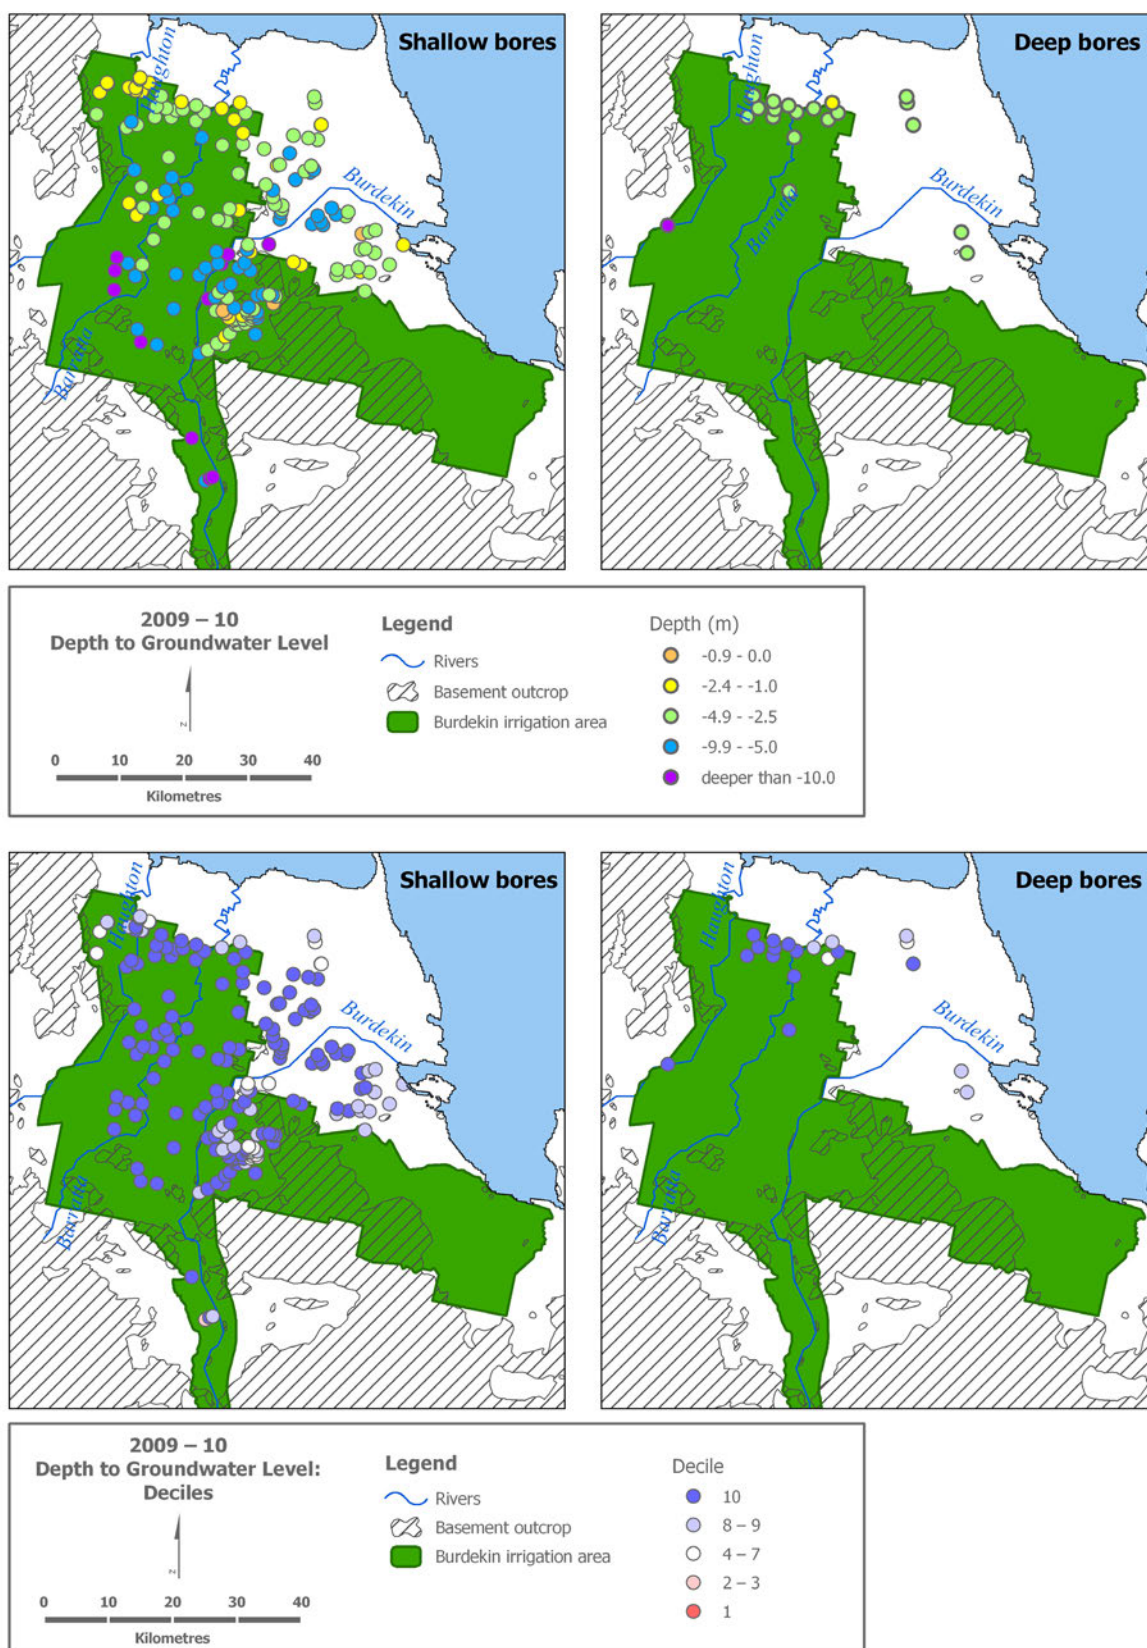 Shallow bores
Haughton
Burdekin
Barratta
Deep bores
Haughton
Burdekin
Barratta
2009 – 10
Depth to Groundwater Level
z
0 10 20 30 40
Kilometres
Legend
Rivers
Basement outcrop
Burdekin irrigation area
Depth (m)
-0.9 - 0.0
-2.4 - -1.0
-4.9 - -2.5
-9.9 - -5.0
deeper than -10.0
Shallow bores
Haughton
Burdekin
Barratta
Deep bores
Haughton
Burdekin
Barratta
2009 – 10
Depth to Groundwater Level:
Deciles
z
0 10 20 30 40
Kilometres
Legend
Rivers
Basement outcrop
Burdekin irrigation area
Decile
10
8 – 9
4 – 7
2 – 3
1